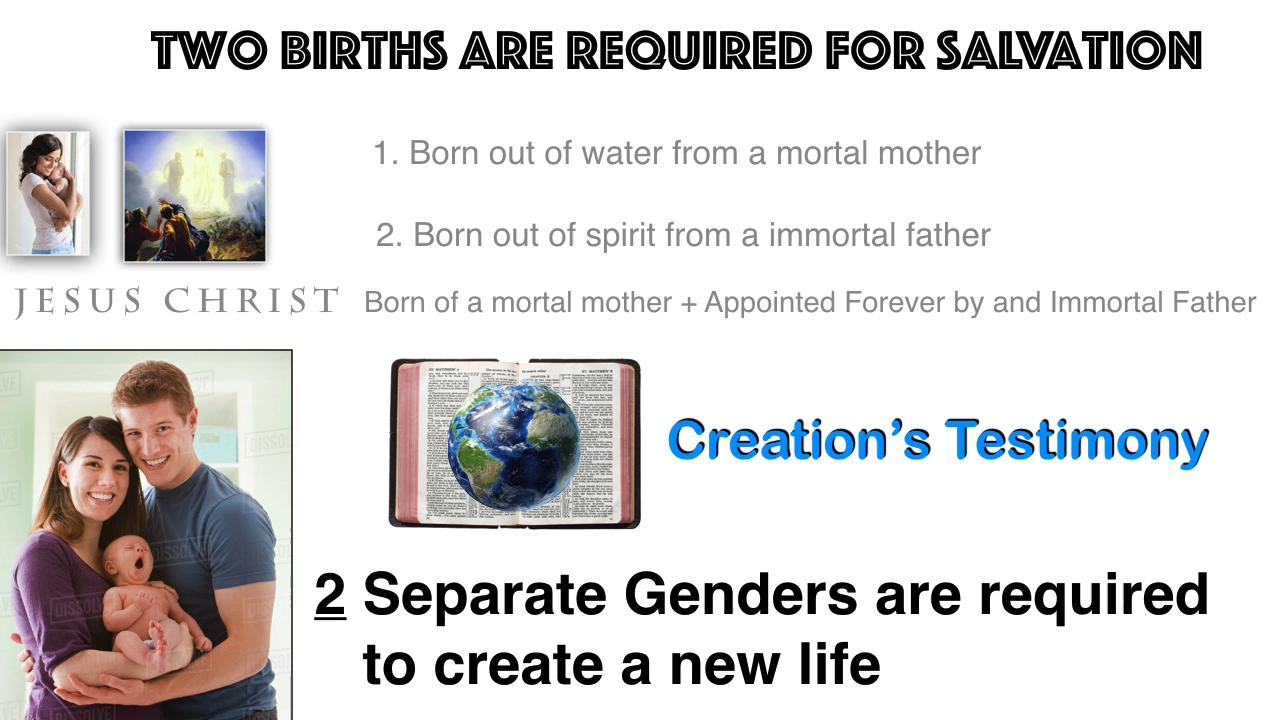 TWO BIRTHS ARE REQUIRED FOR SALVATION
1. Born out of water from a mortal mother
2. Born out of spirit from a immortal father
JESUS CHRIST Born of a mortal mother + Appointed Forever by and Immortal Father
Creation's Testimony
2 Separate Genders are required
to create a new life
DISSOLVE